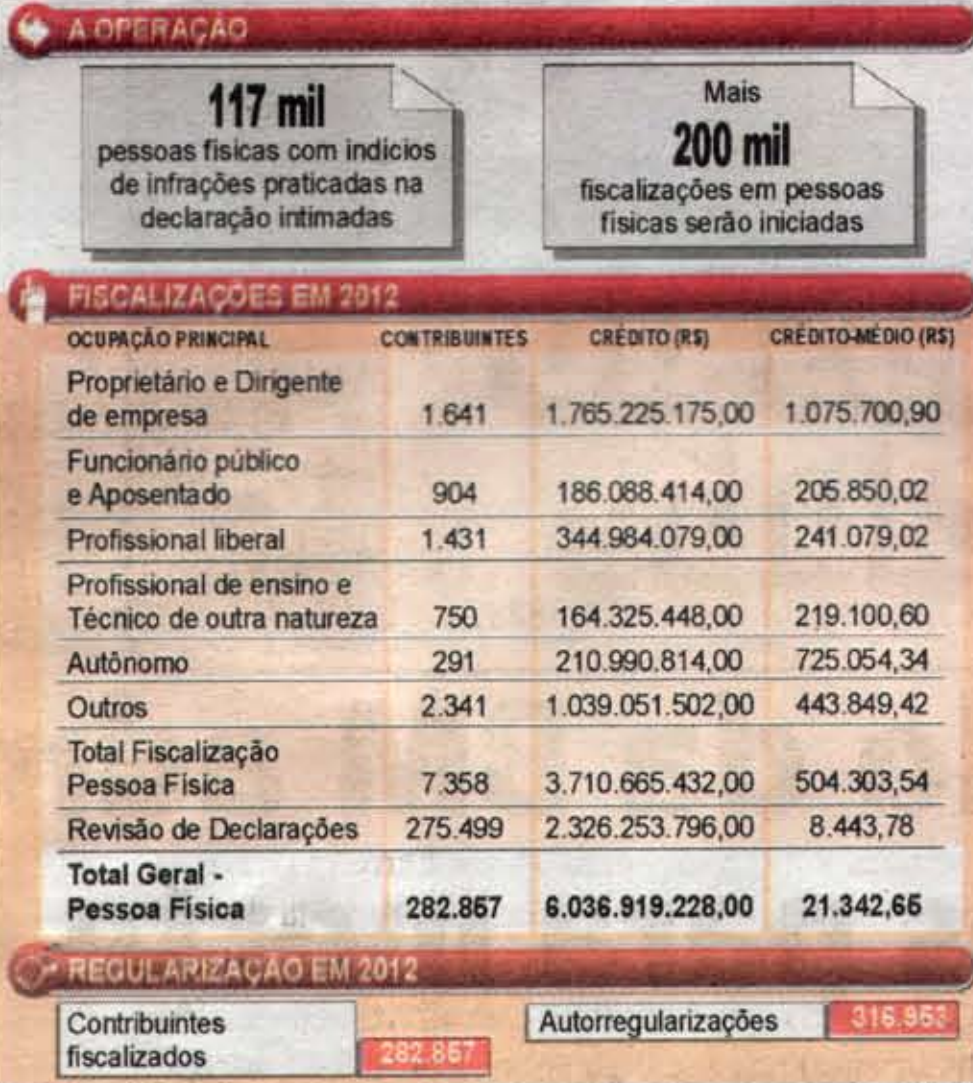 A OPERAÇÃO
117 mil
pessoas físicas com indícios
de infrações praticadas na
declaração intimadas
Mais
200 mil
fiscalizações em pessoas
físicas serão iniciadas
FISCALIZAÇÕES EM 2012
OCUPAÇÃO PRINCIPAL CONTRIBUINTES CRÉDITO (R$) CRÉDITO-MÉDIO (R$)
Proprietário e Dirigente
de empresa 1.641 1.765.225.175,00 1.075.700,90
Funcionário público
e Aposentado 904 186.088.414,00 205.850,02
Profissional liberal 1.431 344.984.079,00 241.079,02
Profissional de ensino e
Técnico de outra natureza 750 164.325.448,00 219.100,60
Autônomo 291 210.990.814,00 725.054,34
Outros 2.341 1.039.051.502,00 443.849,42
Total Fiscalização
Pessoa Física 7.358 3.710.665.432,00 504.303,54
Revisão de Declarações 275.499 2.326.253.796,00 8.443,78
Total Geral -
Pessoa Física 282.857 6.036.919.228,00 21.342,65
REGULARIZAÇÃO EM 2012
Contribuintes
fiscalizados 282.857
Autorregularizações 316.953